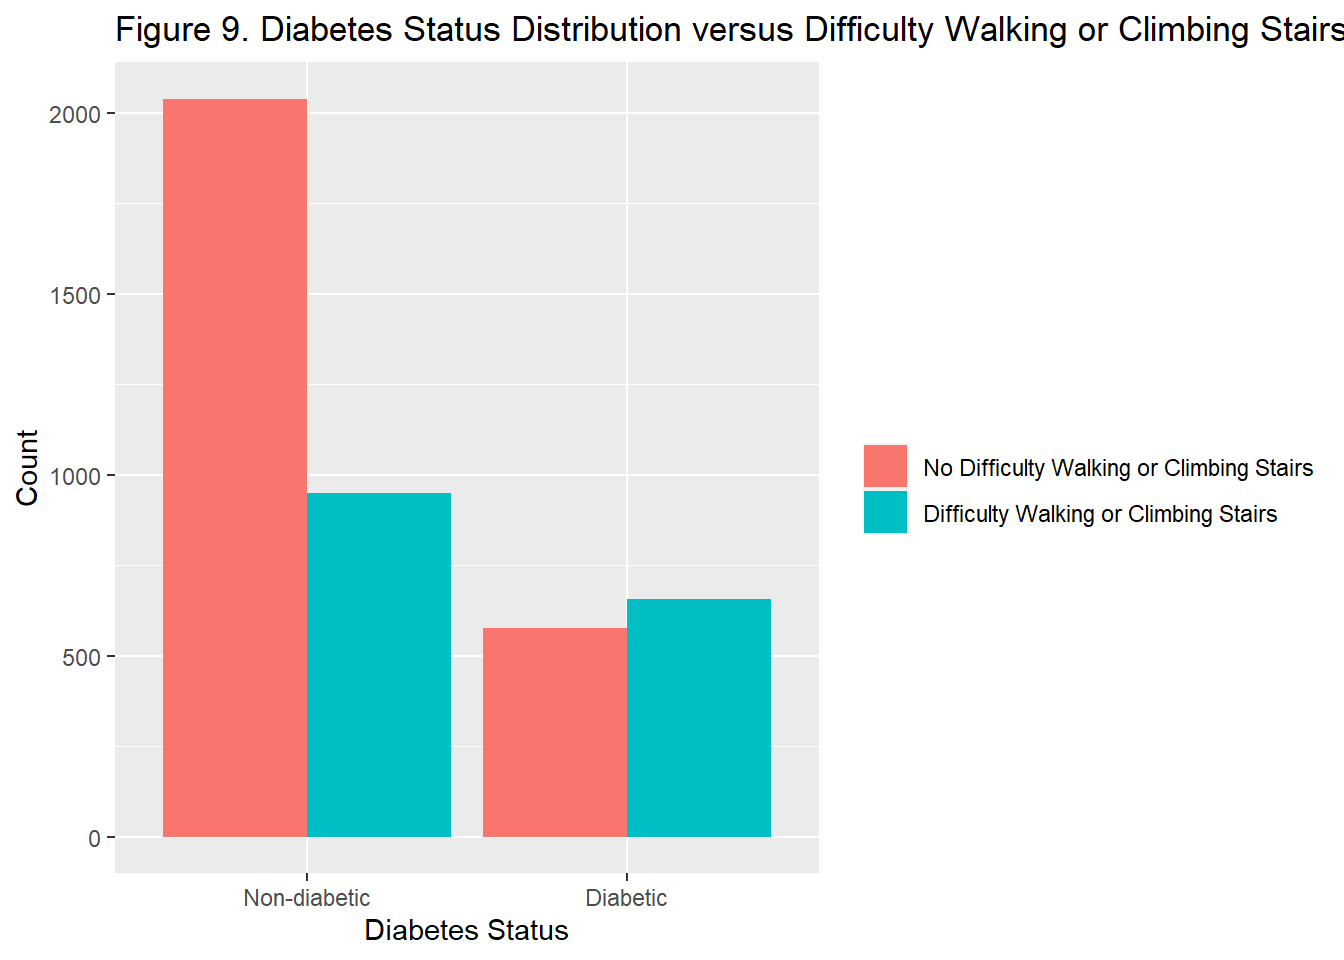 Figure 9. Diabetes Status Distribution versus Difficulty Walking or Climbing Stairs
2000
1500
1000
500
0
Count
Non-diabetic
Diabetic
Diabetes Status
No Difficulty Walking or Climbing Stairs
Difficulty Walking or Climbing Stairs